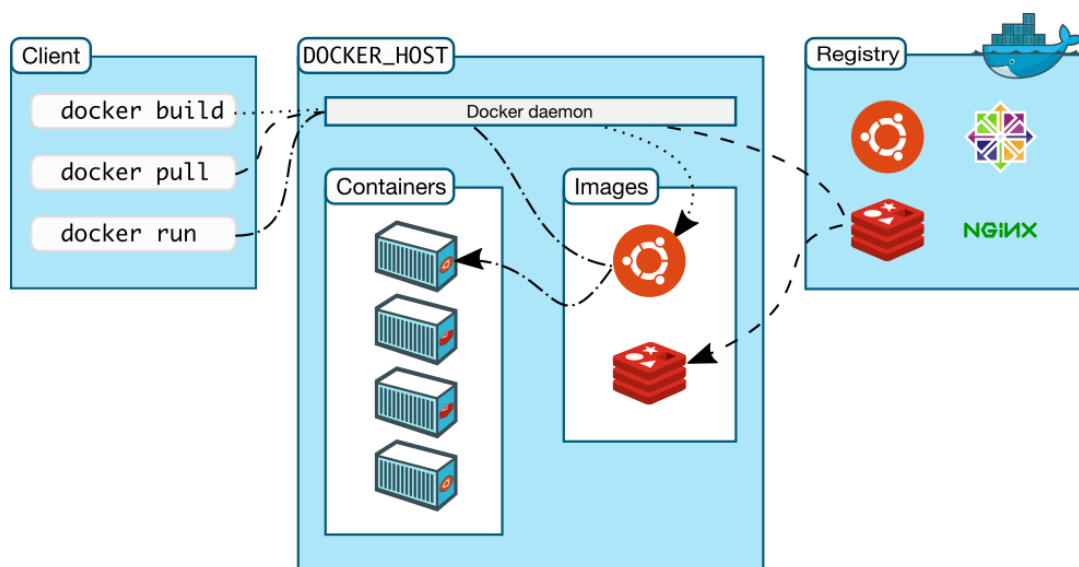 Client
docker build
docker pull
docker run
DOCKER_HOST
Docker daemon
Containers
Images
Registry
NGiNX